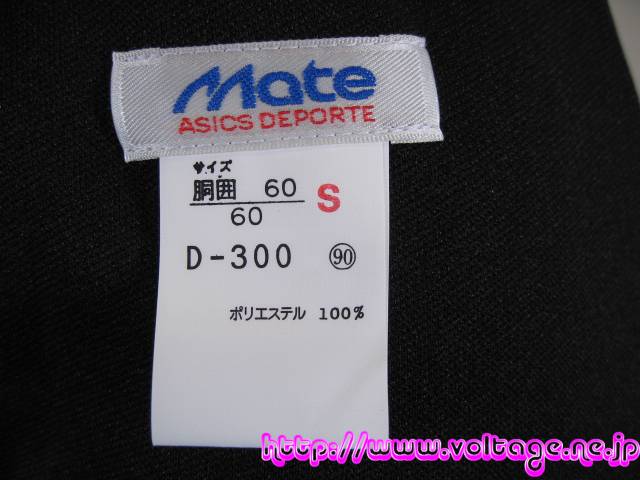 Mate
ASICS DEPORTE
サイズ
胴囲 60 S
60
D-300 90
ポリエステル 100%
http://www.voltage.ne.jp